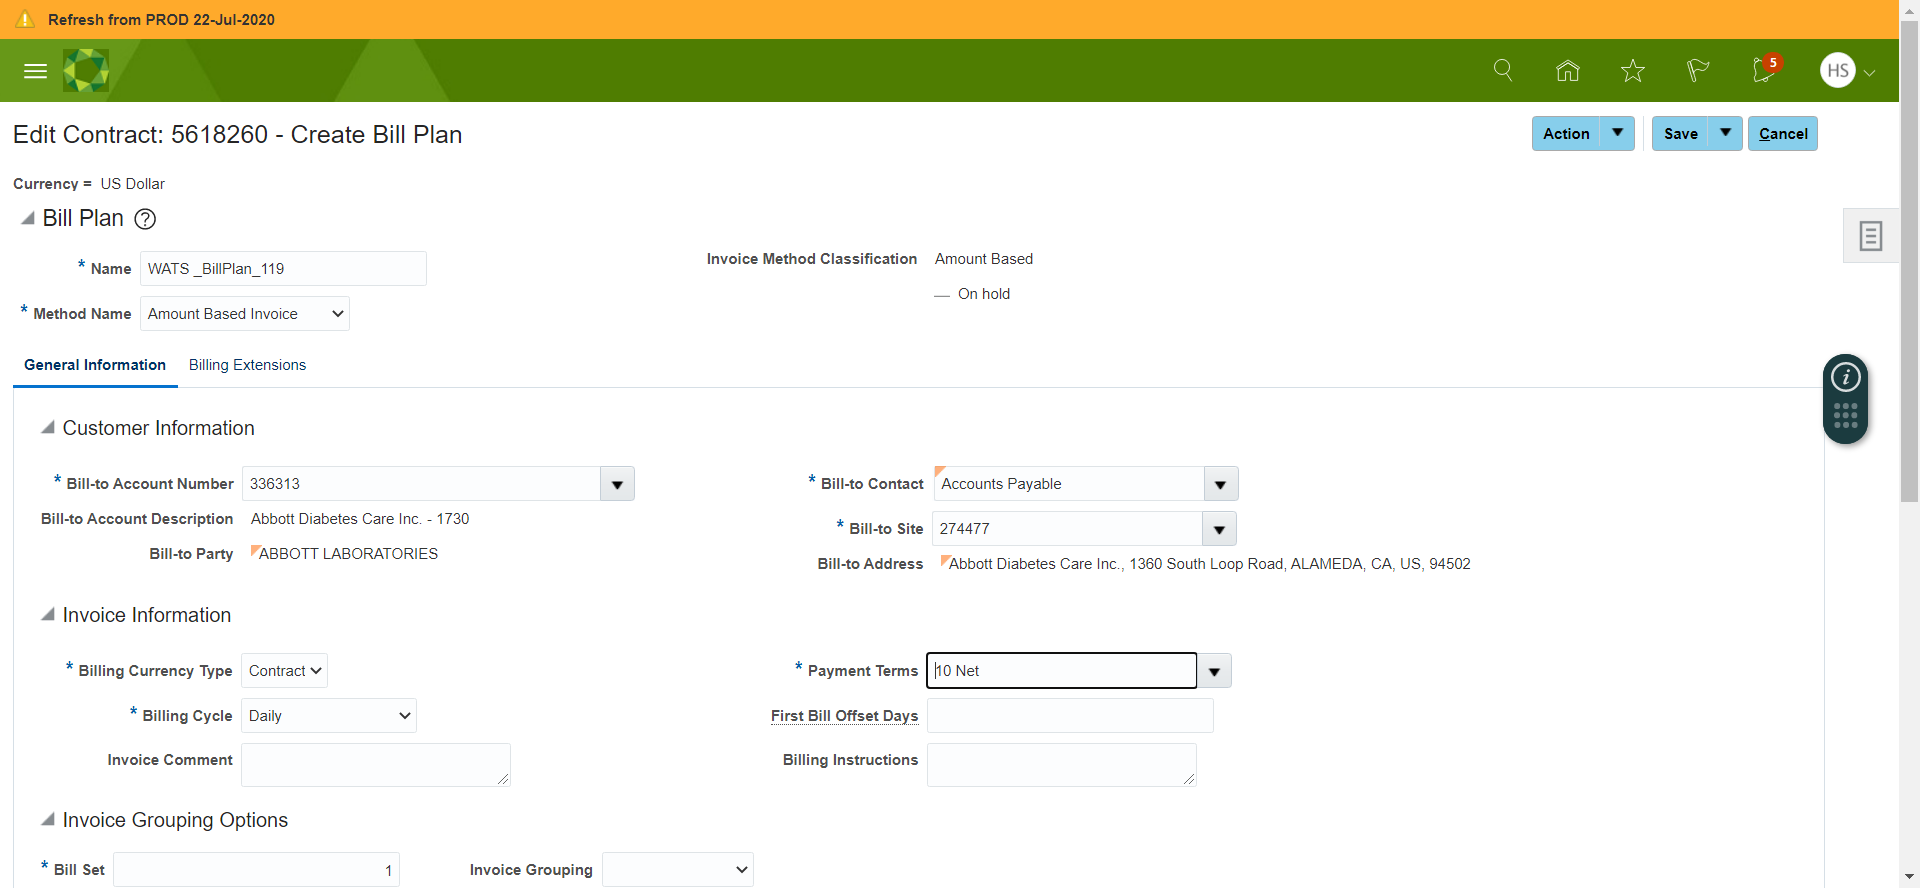 Refresh from PROD 22-Jul-2020
5
HS
Edit Contract: 5618260 - Create Bill Plan
Action
Save
Cancel
Currency = US Dollar
Bill Plan ?
* Name WATS _BillPlan_119
Invoice Method Classification Amount Based
On hold
* Method Name Amount Based Invoice
General Information
Billing Extensions
i
Customer Information
* Bill-to Account Number 336313
* Bill-to Contact Accounts Payable
Bill-to Account Description Abbott Diabetes Care Inc. - 1730
* Bill-to Site 274477
Bill-to Party ABBOTT LABORATORIES
Bill-to Address Abbott Diabetes Care Inc., 1360 South Loop Road, ALAMEDA, CA, US, 94502
Invoice Information
* Billing Currency Type Contract
* Payment Terms 10 Net
* Billing Cycle Daily
First Bill Offset Days
Invoice Comment
Billing Instructions
Invoice Grouping Options
* Bill Set 1
Invoice Grouping